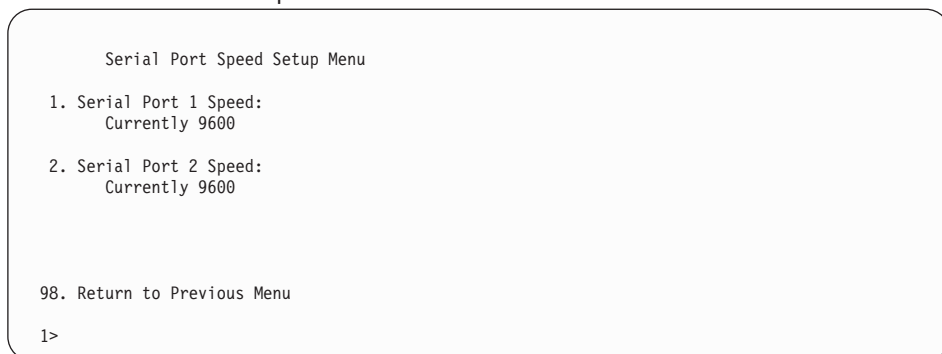 Serial Port Speed Setup Menu
1. Serial Port 1 Speed:
Currently 9600
2. Serial Port 2 Speed:
Currently 9600
98. Return to Previous Menu
1>